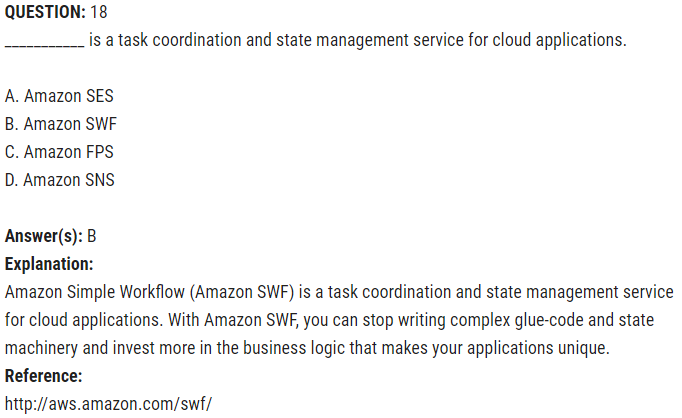 QUESTION: 18
___________ is a task coordination and state management service for cloud applications.
A. Amazon SES
B. Amazon SWF
C. Amazon FPS
D. Amazon SNS
Answer(s): B
Explanation:
Amazon Simple Workflow (Amazon SWF) is a task coordination and state management service
for cloud applications. With Amazon SWF, you can stop writing complex glue-code and state
machinery and invest more in the business logic that makes your applications unique.
Reference:
http://aws.amazon.com/swf/